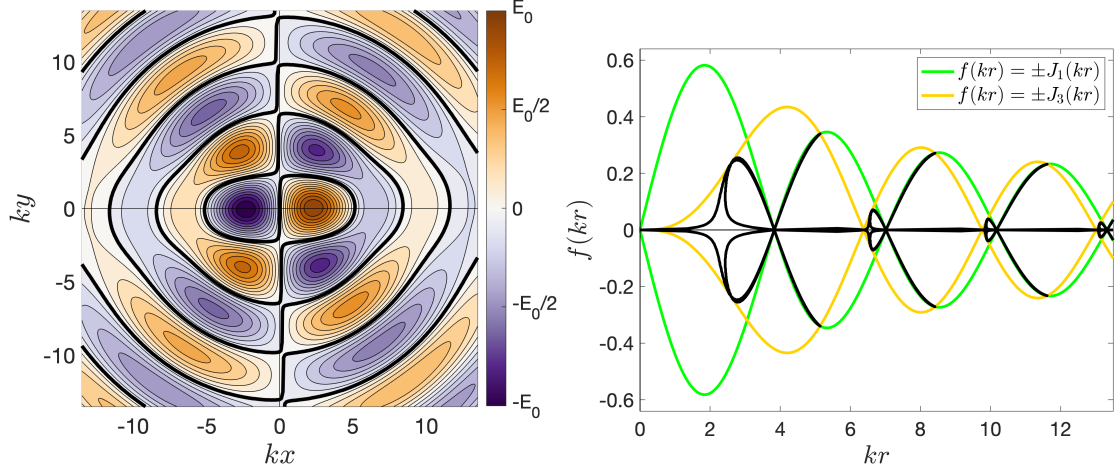 10
5
0
-5
-10
ky
-10
-5
0
5
10
kx
E₀
E₀/2
0
-E₀/2
-E₀
0.6
0.4
0.2
0
-0.2
-0.4
-0.6
f(kr)
0
2
4
6
8
10
12
kr
f(kr) = ±J₁(kr)
f(kr) = ±J₃(kr)